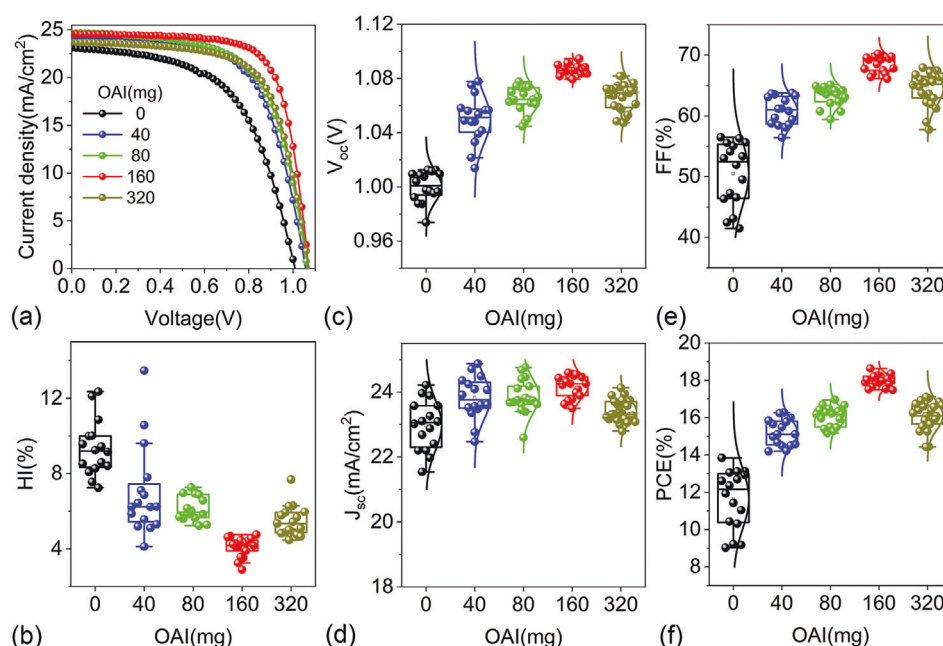 25
20
15
10
5
0
Current density(mA/cm²)
OAI(mg)
0
40
80
160
320
0.0 0.2 0.4 0.6 0.8 1.0
Voltage(V)
(a)
1.12
1.08
1.04
1.00
0.96
Voc(V)
0 40 80 160 320
OAI(mg)
(c)
70
60
50
40
FF(%)
0 40 80 160 320
OAI(mg)
(e)
12
8
4
HI(%)
0 40 80 160 320
OAI(mg)
(b)
24
22
20
18
Jsc(mA/cm²)
0 40 80 160 320
OAI(mg)
(d)
20
18
16
14
12
10
8
6
PCE(%)
0 40 80 160 320
OAI(mg)
(f)